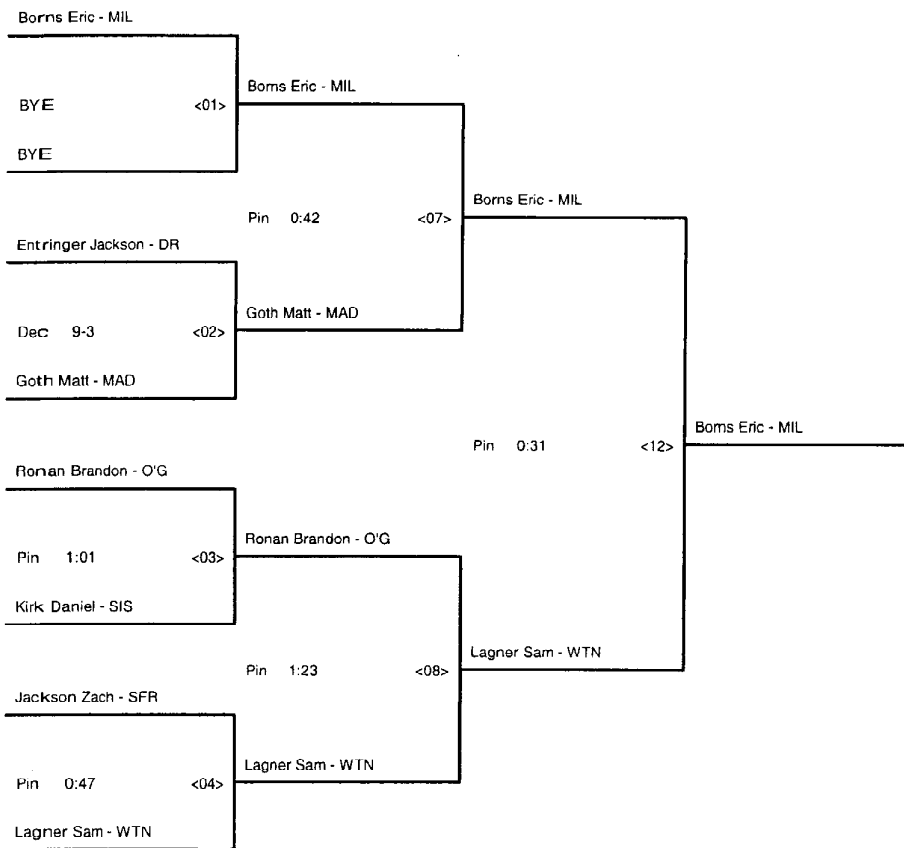 Borns Eric - MIL
BYE <01>
BYE
Borns Eric - MIL
Pin 0:42 <07>
Entringer Jackson - DR
Dec 9-3 <02>
Goth Matt - MAD
Goth Matt - MAD
Borns Eric - MIL
Pin 0:31 <12>
Borns Eric - MIL
Ronan Brandon - O'G
Pin 1:01 <03>
Kirk Daniel - SIS
Ronan Brandon - O'G
Pin 1:23 <08>
Lagner Sam - WTN
Jackson Zach - SFR
Pin 0:47 <04>
Lagner Sam - WTN
Lagner Sam - WTN